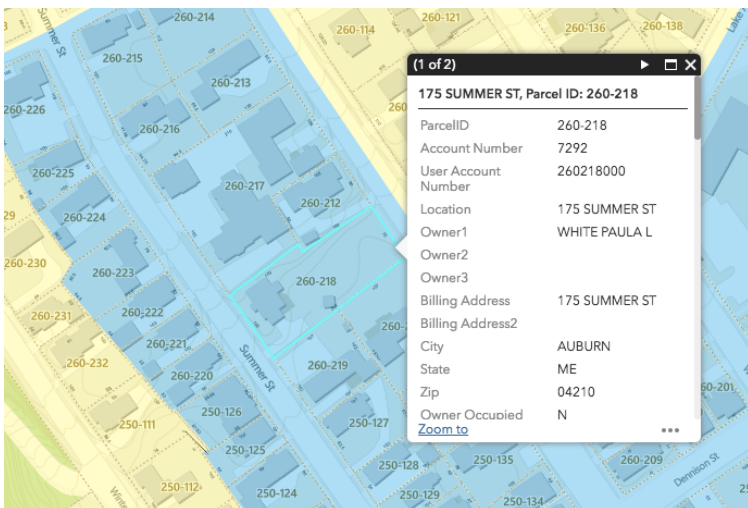 260-214
260-121
260-114
260-136
260-138
Summer St
260-215
260-213
260-226
260-216
260-225
260-217
260-212
260-224
260-230
260-223
260-218
260-231
260-222
260-221
260-232
Summer St
260-220
260-219
250-126
250-111
250-127
250-125
250-128
250-135
260-209
260-201
Dennison St
250-112
250-124
250-129
250-134
(1 of 2)
175 SUMMER ST, Parcel ID: 260-218
ParcelID 260-218
Account Number 7292
User Account 260218000
Number
Location 175 SUMMER ST
Owner1 WHITE PAULA L
Owner2
Owner3
Billing Address 175 SUMMER ST
Billing Address2
City AUBURN
State ME
Zip 04210
Owner Occupied N
Zoom to